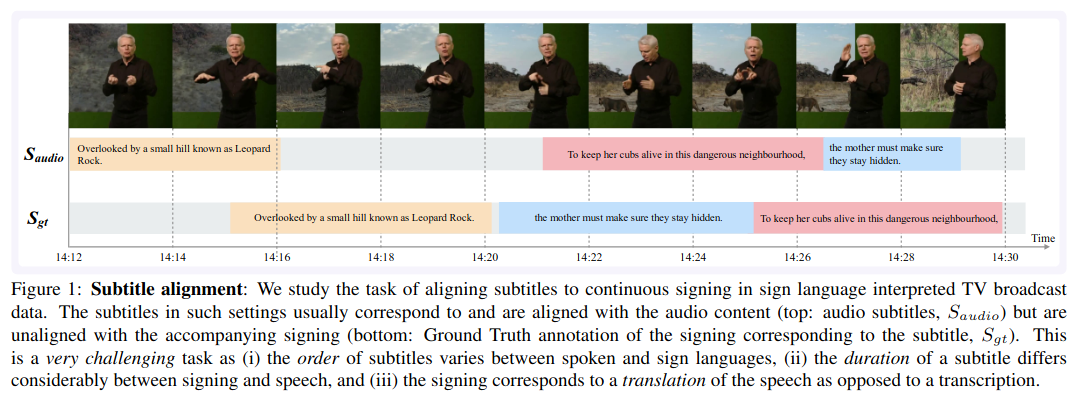 S_audio
Overlooked by a small hill known as Leopard
Rock.
To keep her cubs alive in this dangerous neighbourhood,
the mother must make sure
they stay hidden.
S_gt
Overlooked by a small hill known as Leopard Rock.
the mother must make sure they stay hidden.
To keep her cubs alive in this dangerous neighbourhood,
Time
14:12 14:14 14:16 14:18 14:20 14:22 14:24 14:26 14:28 14:30
Figure 1: Subtitle alignment: We study the task of aligning subtitles to continuous signing in sign language interpreted TV broadcast
data. The subtitles in such settings usually correspond to and are aligned with the audio content (top: audio subtitles, S_audio) but are
unaligned with the accompanying signing (bottom: Ground Truth annotation of the signing corresponding to the subtitle, S_gt). This
is a very challenging task as (i) the order of subtitles varies between spoken and sign languages, (ii) the duration of a subtitle differs
considerably between signing and speech, and (iii) the signing corresponds to a translation of the speech as opposed to a transcription.